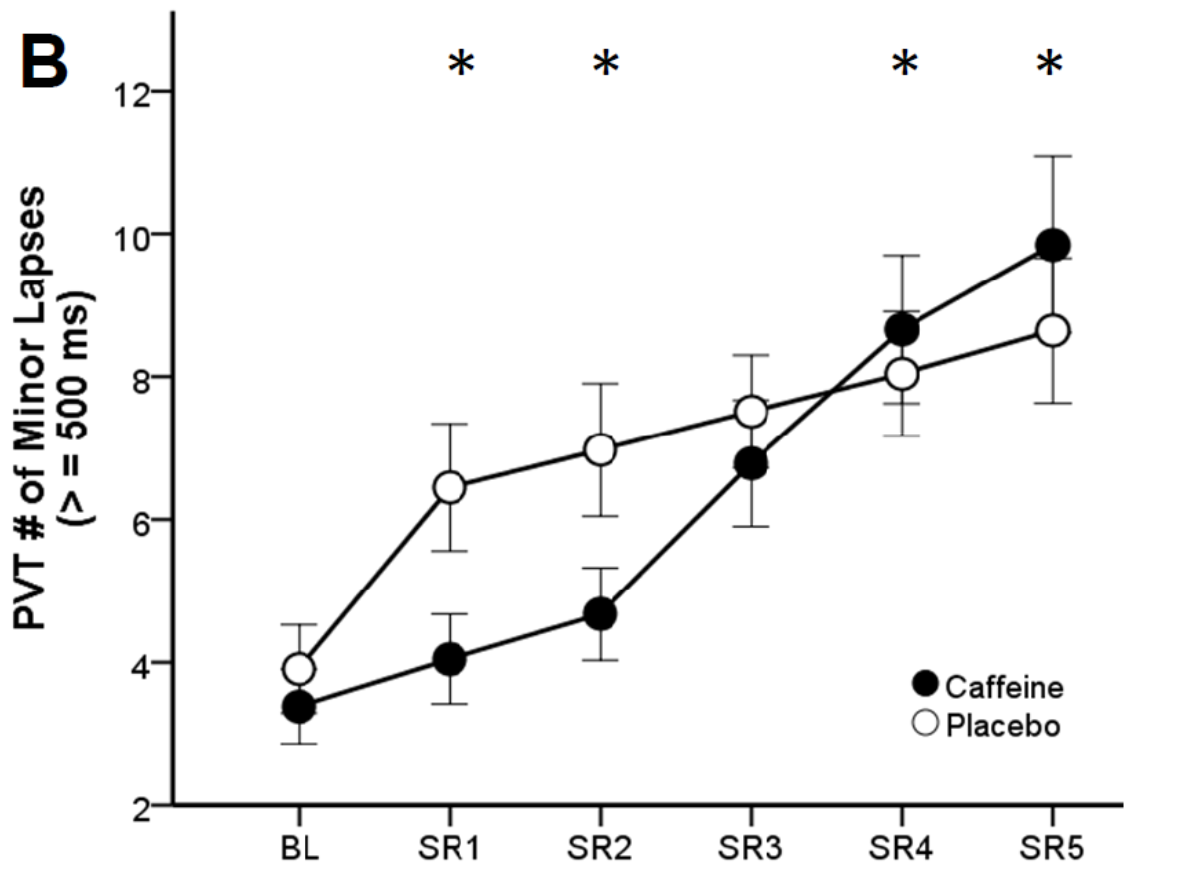 B
* * * *
12
10
8
6
4
2
PVT # of Minor Lapses
(> = 500 ms)
Caffeine
Placebo
BL SR1 SR2 SR3 SR4 SR5